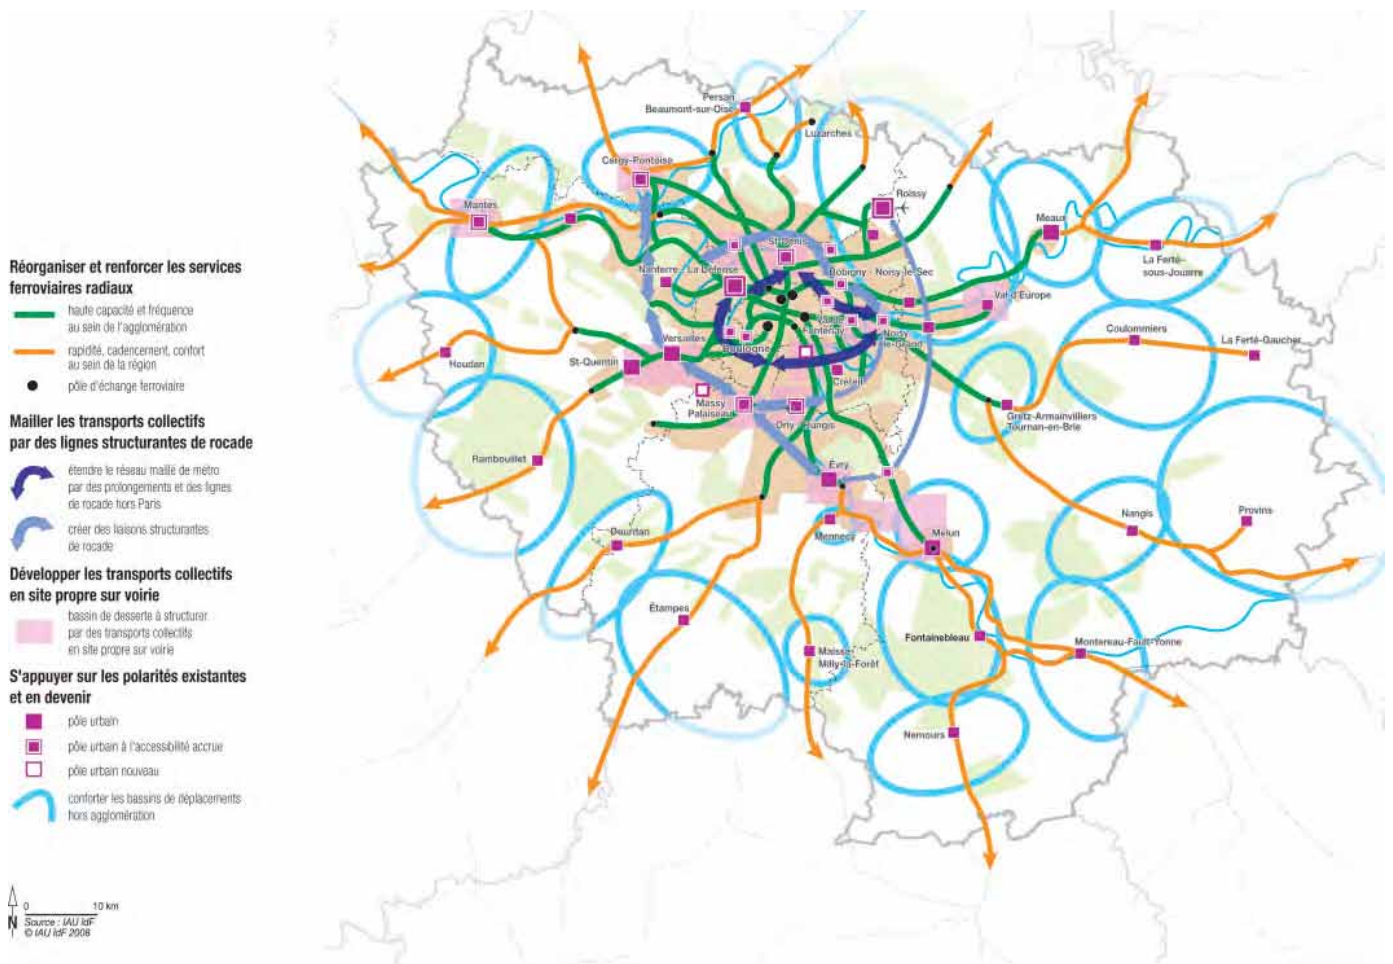 Réorganiser et renforcer les services
ferroviaires radiaux
haute capacité et fréquence
au sein de l'agglomération
rapidité, cadencement, confort
au sein de la région
pôle d'échange ferroviaire
Mailler les transports collectifs
par des lignes structurantes de rocade
étendre le réseau maillé de métro
par des prolongements et des lignes
de rocade hors Paris
créer des liaisons structurantes
de rocade
Développer les transports collectifs
en site propre sur voirie
bassin de desserte à structurer
par des transports collectifs
en site propre sur voirie
S'appuyer sur les polarités existantes
et en devenir
pôle urbain
pôle urbain à l'accessibilité accrue
pôle urbain nouveau
conforter les bassins de déplacements
hors agglomération
N
0 10 km
Source : IAU îdF
© IAU îdF 2008
Persan
Beaumont-sur-Oise
Luzarches
Cergy-Pontoise
Roissy
Mantes
Meaux
La Ferté-
sous-Jouarre
St-Denis
Nanterre - La Défense
Bobigny - Noisy-le-Sec
Val d'Europe
Coulommiers
La Ferté-Gaucher
Val de
Fontenay
Noisy
-le-Grand
Versailles
Boulogne
Houdan
St-Quentin
Créteil
Massy
Palaiseau
Orly - Rungis
Gretz-Armainvilliers
Tournan-en-Brie
Rambouillet
Évry
Nangis
Provins
Dourdan
Mennecy
Melun
Étampes
Fontainebleau
Montereau-Fault-Yonne
Maisse
Milly-la-Forêt
Nemours